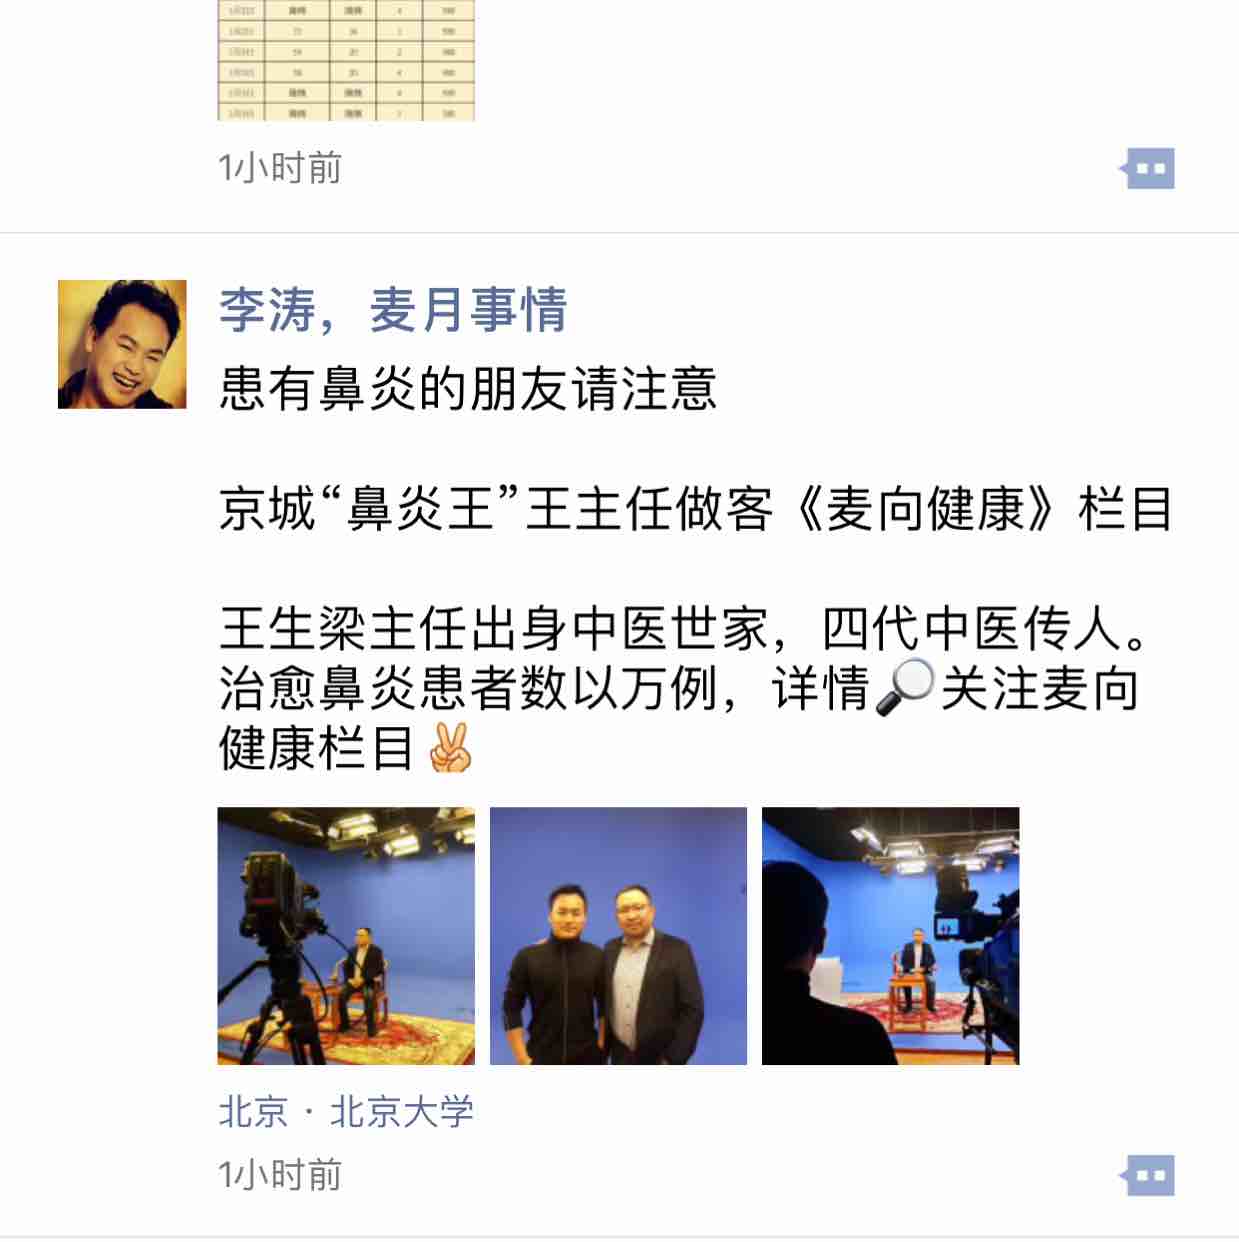 1小时前
李涛，麦月事情
患有鼻炎的朋友请注意
京城“鼻炎王”王主任做客《麦向健康》栏目
王生梁主任出身中医世家，四代中医传人。
治愈鼻炎患者数以万例，详情🔎关注麦向
健康栏目✌
北京 · 北京大学
1小时前